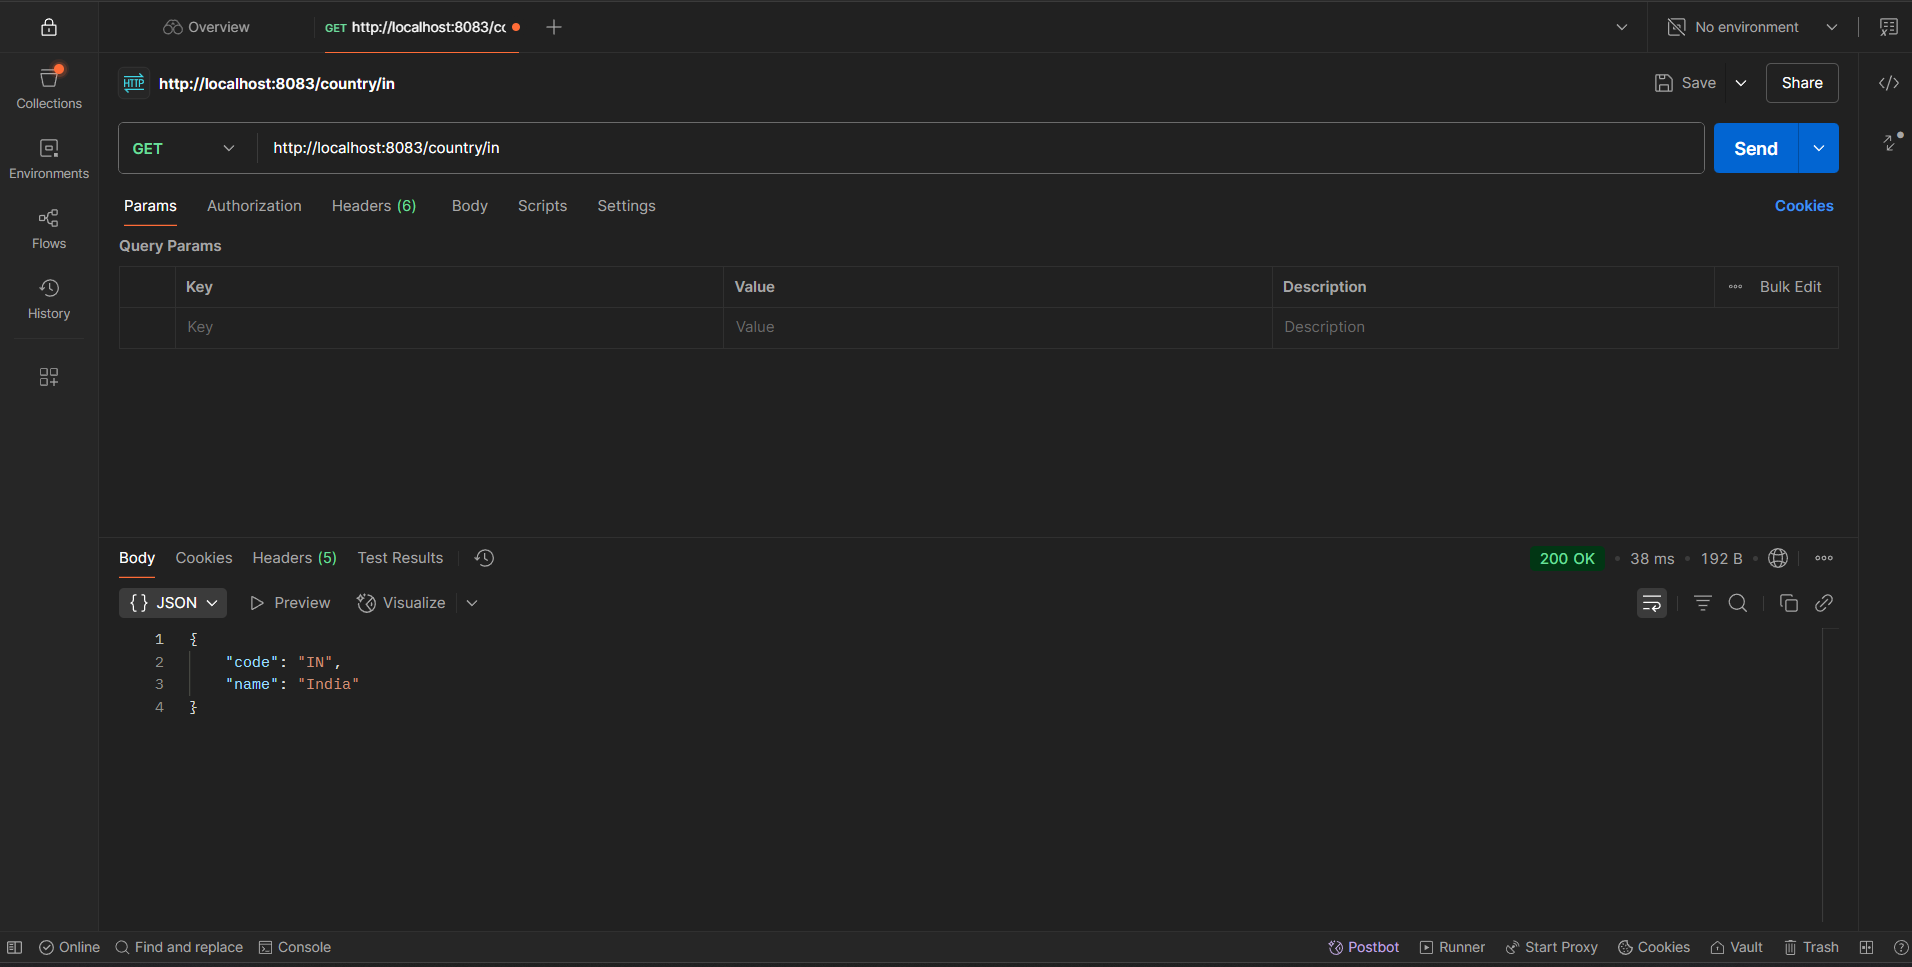 Overview
GET http://localhost:8083/cc
No environment
Collections
Environments
Flows
History
HTTP http://localhost:8083/country/in
Save
Share
GET http://localhost:8083/country/in
Send
Params Authorization Headers (6) Body Scripts Settings Cookies
Query Params
Key Value Description Bulk Edit
Key Value Description
Body Cookies Headers (5) Test Results
200 OK • 38 ms • 192 B
{} JSON Preview Visualize
1 {
2 "code": "IN",
3 "name": "India"
4 }
Online Find and replace Console
Postbot Runner Start Proxy Cookies Vault Trash